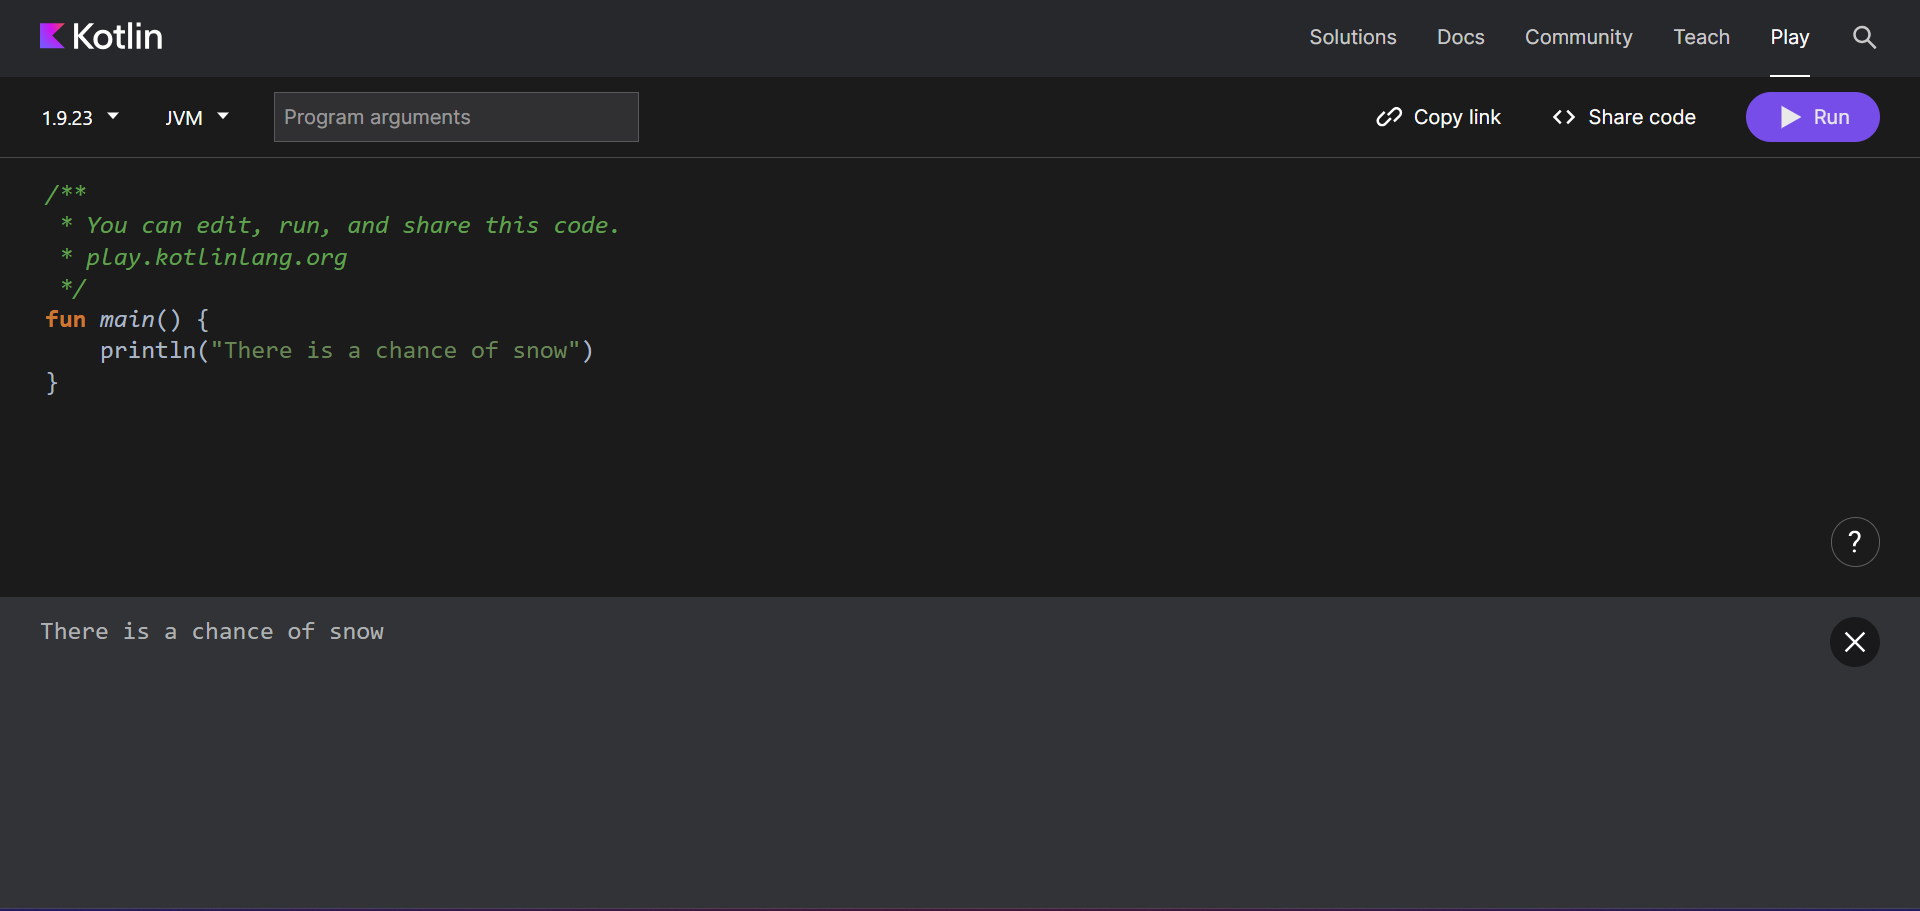 Kotlin
Solutions Docs Community Teach Play
1.9.23 JVM Program arguments Copy link <> Share code Run
/**
 * You can edit, run, and share this code.
 * play.kotlinlang.org
 */
fun main() {
    println("There is a chance of snow")
}
?
There is a chance of snow